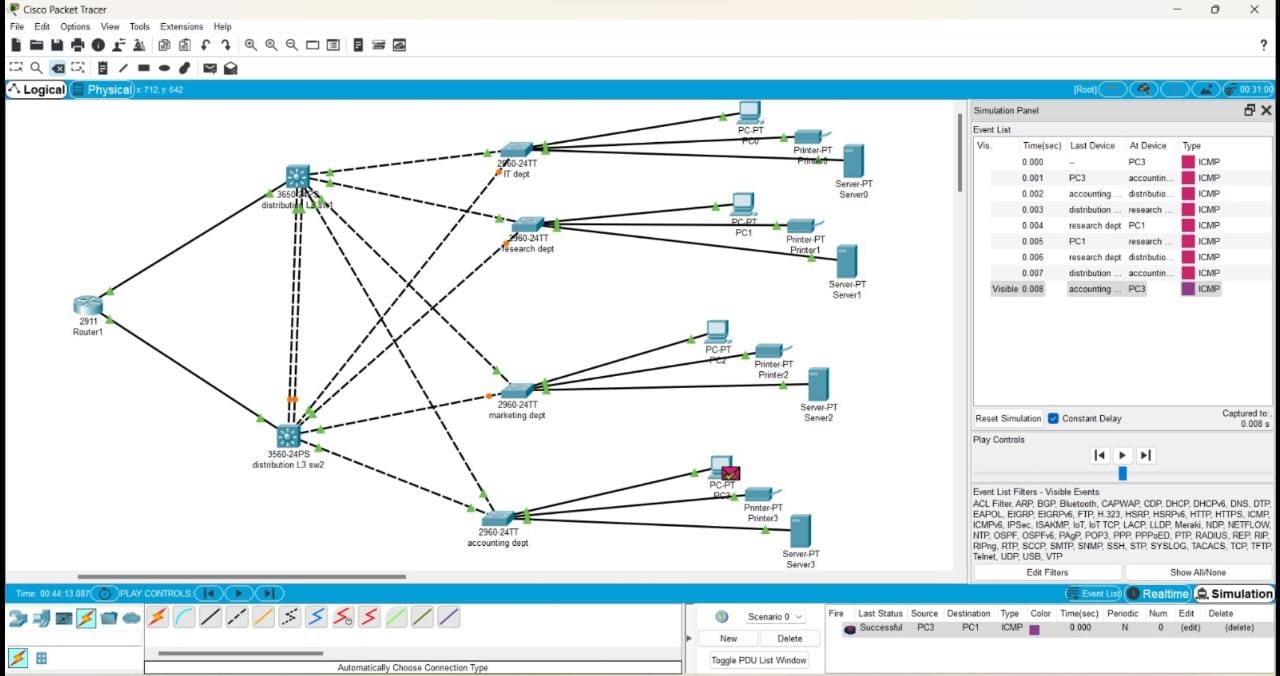 Cisco Packet Tracer
File Edit Options View Tools Extensions Help
Logical Physical x: 712, y: 642 [Root] 00:31:00
PC-PT
PC0
Printer-PT
Printer0
Server-PT
Server0
2960-24TT
IT dept
3650-24PS
distribution L3 sw1
PC-PT
PC1
Printer-PT
Printer1
Server-PT
Server1
2960-24TT
research dept
2911
Router1
PC-PT
PC2
Printer-PT
Printer2
Server-PT
Server2
2960-24TT
marketing dept
3560-24PS
distribution L3 sw2
PC-PT
PC3
Printer-PT
Printer3
Server-PT
Server3
2960-24TT
accounting dept
Simulation Panel
Event List
Vis. Time(sec) Last Device At Device Type
0.000 -- PC3 ICMP
0.001 PC3 accountin... ICMP
0.002 accounting ... distributio... ICMP
0.003 distribution ... research ... ICMP
0.004 research dept PC1 ICMP
0.005 PC1 research ... ICMP
0.006 research dept distributio... ICMP
0.007 distribution ... accountin... ICMP
Visible 0.008 accounting ... PC3 ICMP
Reset Simulation Constant Delay Captured to:
0.008 s
Play Controls
Event List Filters - Visible Events
ACL Filter, ARP, BGP, Bluetooth, CAPWAP, CDP, DHCP, DHCPv6, DNS, DTP,
EAPOL, EIGRP, EIGRPv6, FTP, H.323, HSRP, HSRPv6, HTTP, HTTPS, ICMP,
ICMPv6, IPSec, ISAKMP, IoT, IoT TCP, LACP, LLDP, Meraki, NDP, NETFLOW,
NTP, OSPF, OSPFv6, PAgP, POP3, PPP, PPPoED, PTP, RADIUS, REP, RIP,
RIPng, RTP, SCCP, SMTP, SNMP, SSH, STP, SYSLOG, TACACS, TCP, TFTP,
Telnet, UDP, USB, VTP
Edit Filters Show All/None
Time: 00:44:13.087 PLAY CONTROLS: Event List Realtime Simulation
Scenario 0
New Delete
Toggle PDU List Window
Fire Last Status Source Destination Type Color Time(sec) Periodic Num Edit Delete
Successful PC3 PC1 ICMP 0.000 N 0 (edit) (delete)
Automatically Choose Connection Type